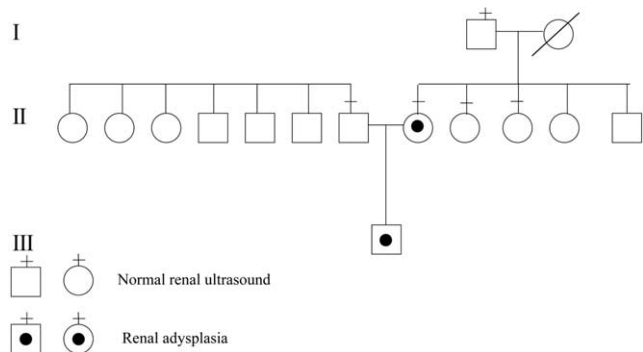 I
II
III
Normal renal ultrasound
Renal adysplasia